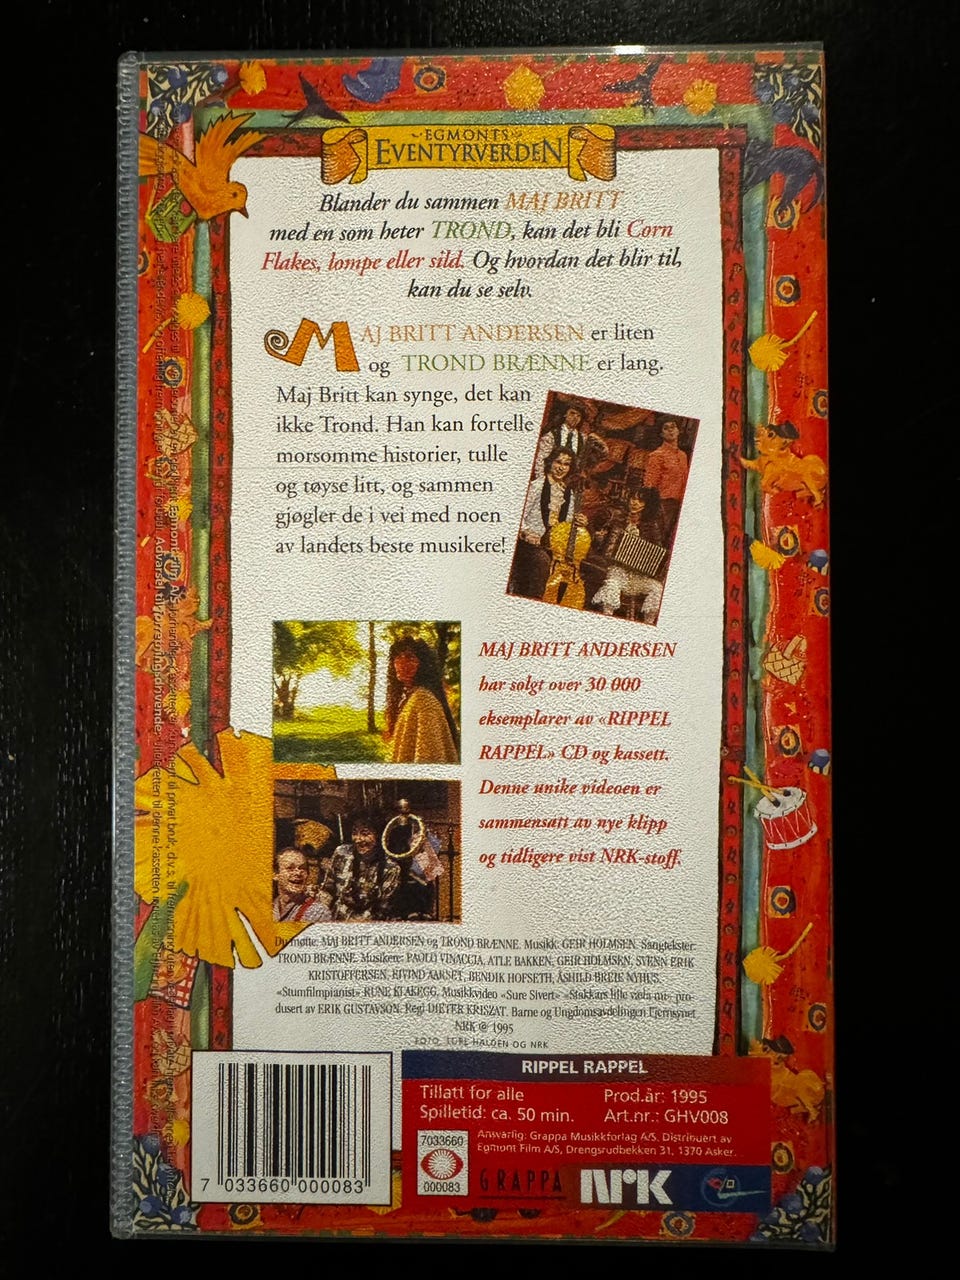 EGMONTS
EVENTYRVERDEN
Blander du sammen MAJ BRITT
med en som heter TROND, kan det bli Corn
Flakes, lompe eller sild. Og hvordan det blir til,
kan du se selv.
MAJ BRITT ANDERSEN er liten
og TROND BRÆNNE er lang.
Maj Britt kan synge, det kan
ikke Trond. Han kan fortelle
morsomme historier, tulle
og tøyse litt, og sammen
gjøgler de i vei med noen
av landets beste musikere!
MAJ BRITT ANDERSEN
har solgt over 30 000
eksemplarer av «RIPPEL
RAPPEL» CD og kassett.
Denne unike videoen er
sammensatt av nye klipp
og tidligere vist NRK-stoff.
Du møtte: MAJ BRITT ANDERSEN og TROND BRÆNNE. Musikk: GEIR HOLMSEN. Sangtekster:
TROND BRÆNNE. Musikere: PAOLO VINACCIA, ATLE BAKKEN, GEIR HOLMSEN, SVENN ERIK
KRISTOFFERSEN, EIVIND AARSET, BENDIK HOFSETH, ÅSHILD BREIE NYHUS.
«Stumfilmpianist» RUNE KLAKEGG. Musikkvideo «Sure Sivert» «Stakkars lille vesla mi» pro-
dusert av ERIK GUSTAVSON. Regi DIETER KRISZAT. Barne og Ungdomsavdelingen Fjernsynet
NRK © 1995
FOTO: TURE HALDEN OG NRK
RIPPEL RAPPEL
Tillatt for alle
Prod.år: 1995
Spilletid: ca. 50 min.
Art.nr.: GHV008
Ansvarlig: Grappa Musikkforlag A/S. Distribuert av
Egmont Film A/S, Drengsrudbekken 31, 1370 Asker.
7033660
000083
GRAPPA
NRK
7 033660 000083